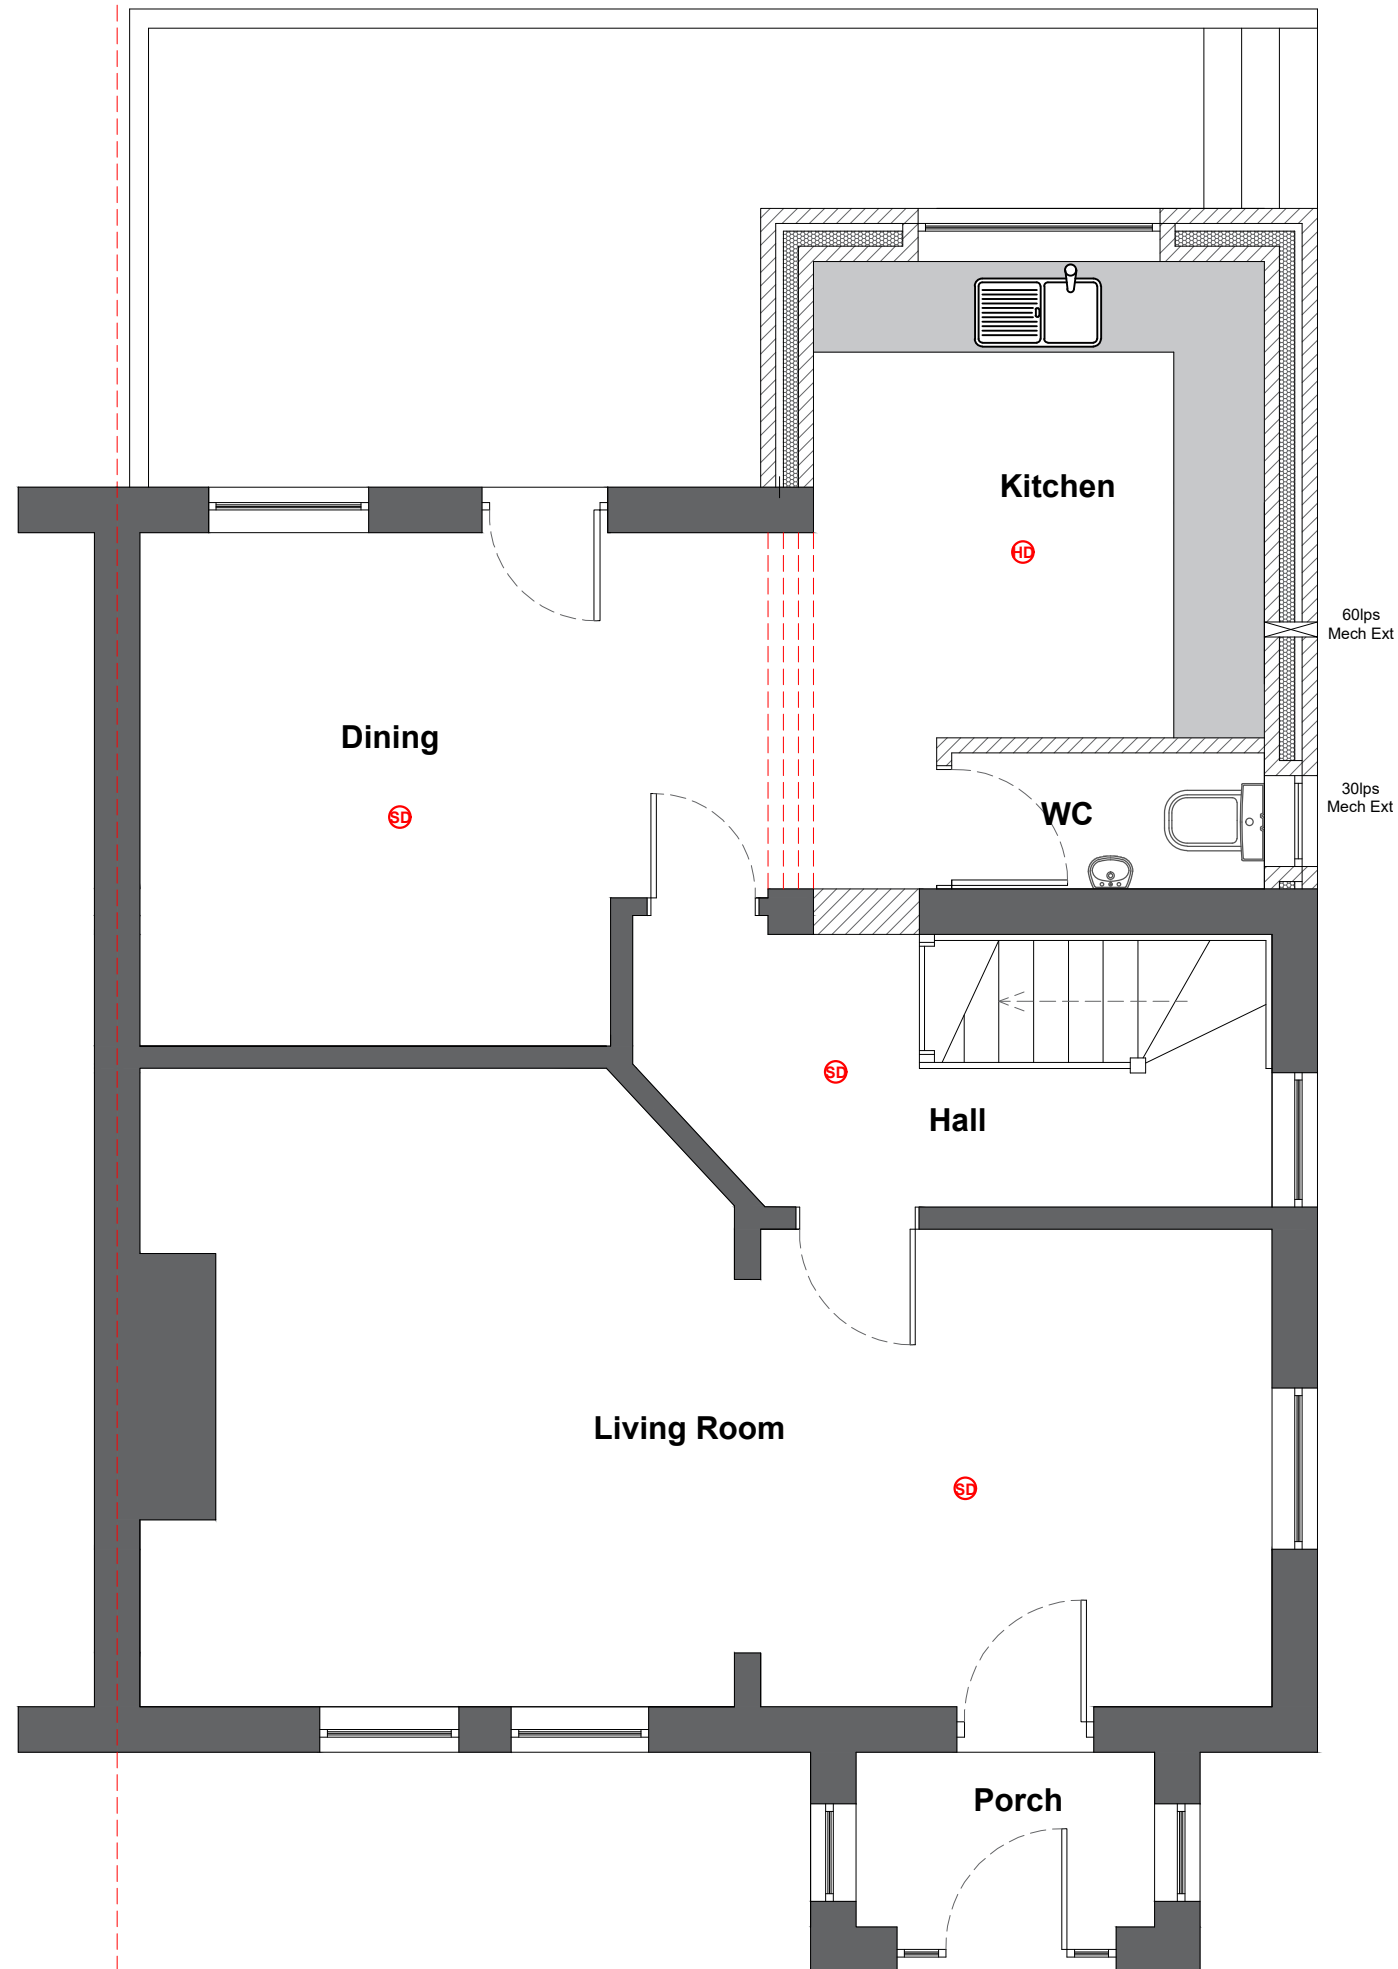 Kitchen
HD
60lps
Mech Ext
Dining
SD
30lps
Mech Ext
WC
SD
Hall
Living Room
SD
Porch